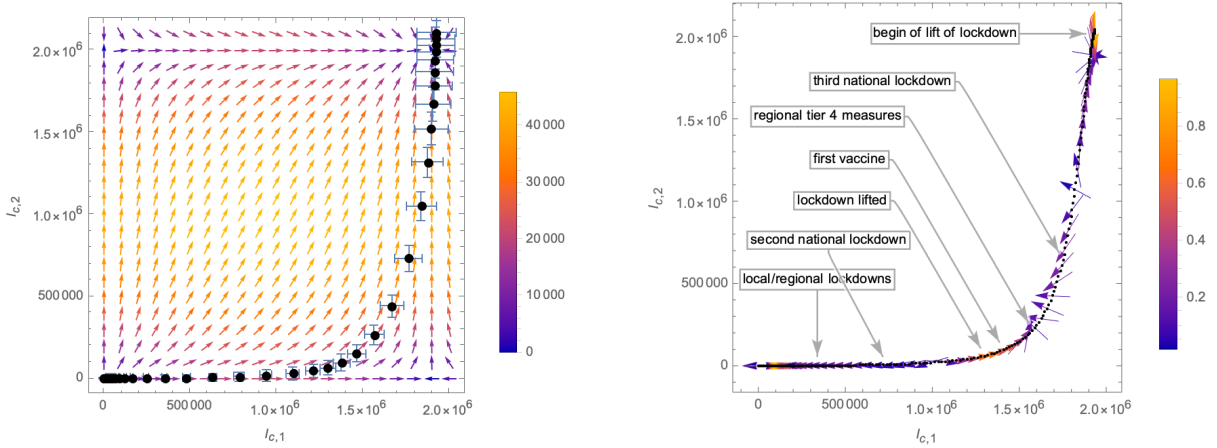 2.0×10⁶
1.5×10⁶
1.0×10⁶
500 000
0
I_c,2
0
500 000
1.0×10⁶
1.5×10⁶
2.0×10⁶
I_c,1
40 000
30 000
20 000
10 000
0
2.0×10⁶
1.5×10⁶
1.0×10⁶
500 000
0
I_c,2
begin of lift of lockdown
third national lockdown
regional tier 4 measures
first vaccine
lockdown lifted
second national lockdown
local/regional lockdowns
0
500 000
1.0×10⁶
1.5×10⁶
2.0×10⁶
I_c,1
0.8
0.6
0.4
0.2